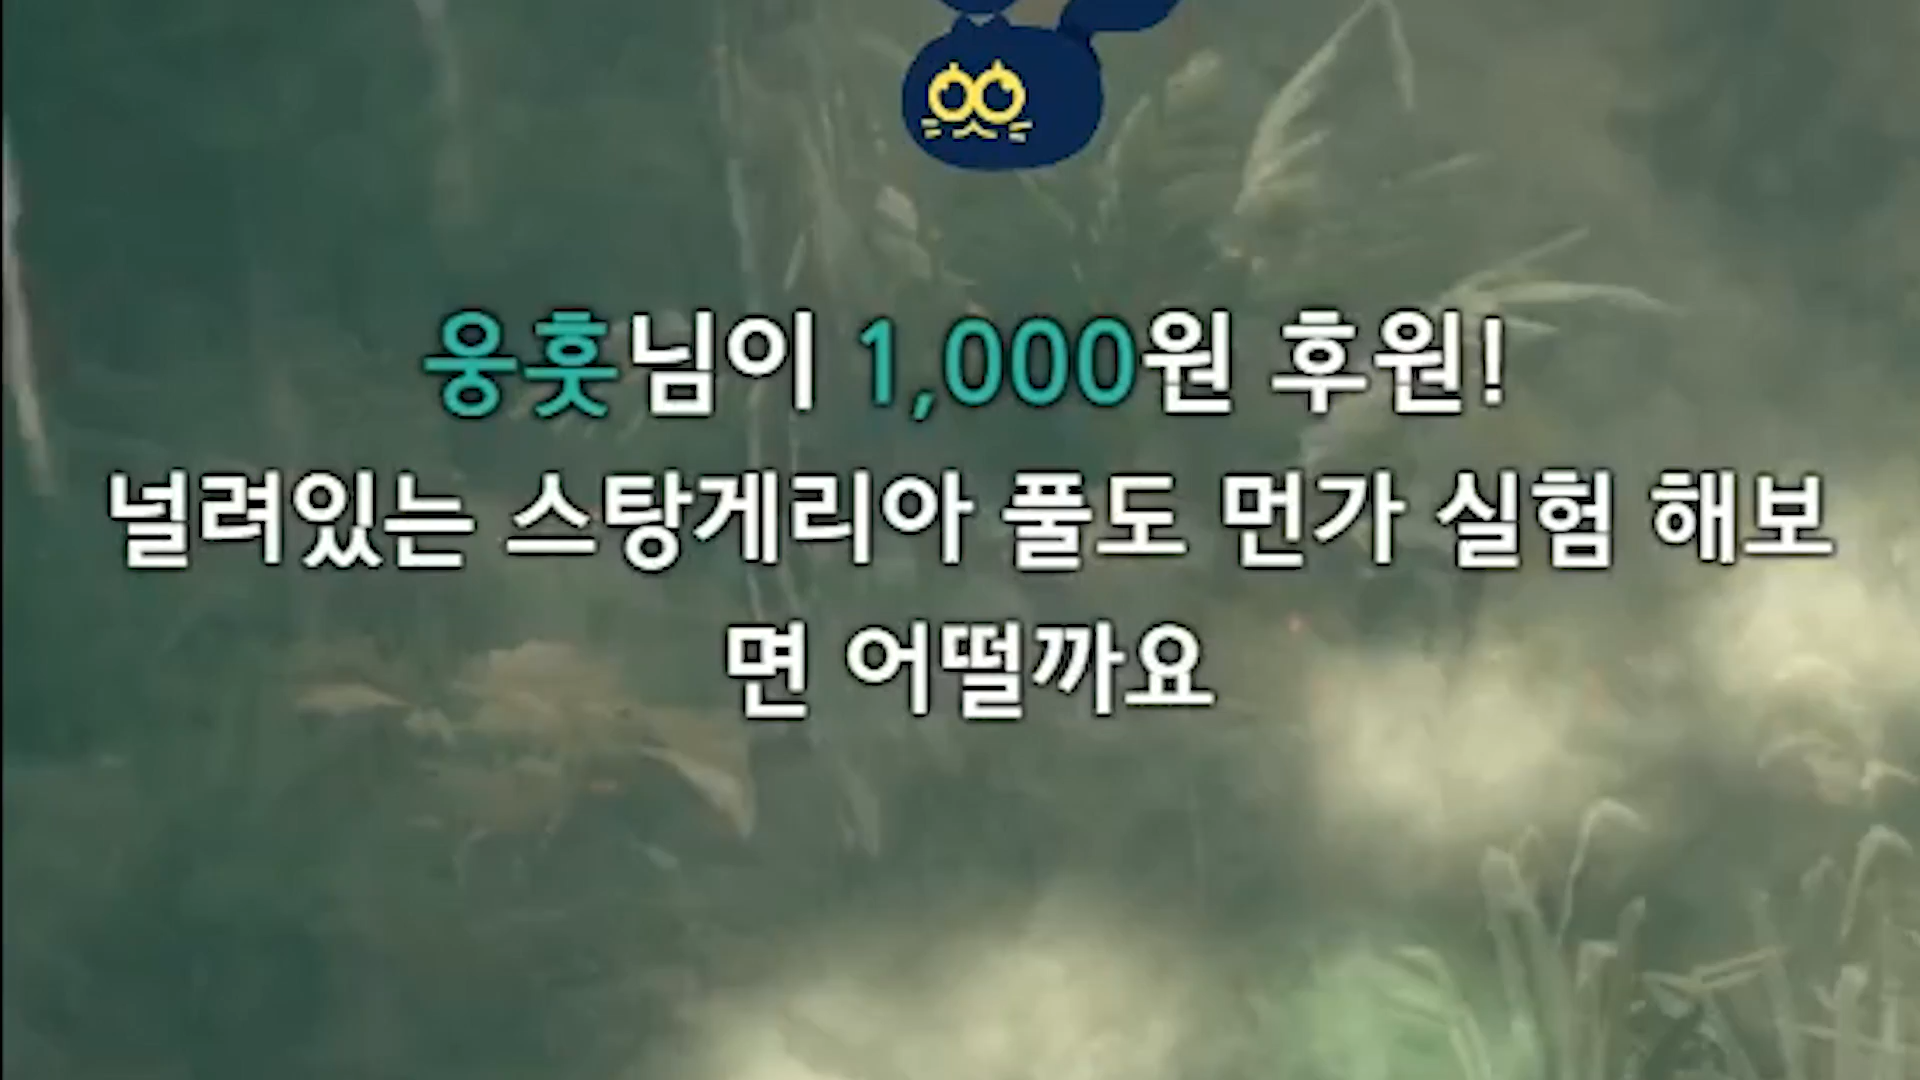 웅훗님이 1,000원 후원!
널려있는 스탕게리아 풀도 먼가 실험 해보
면 어떨까요